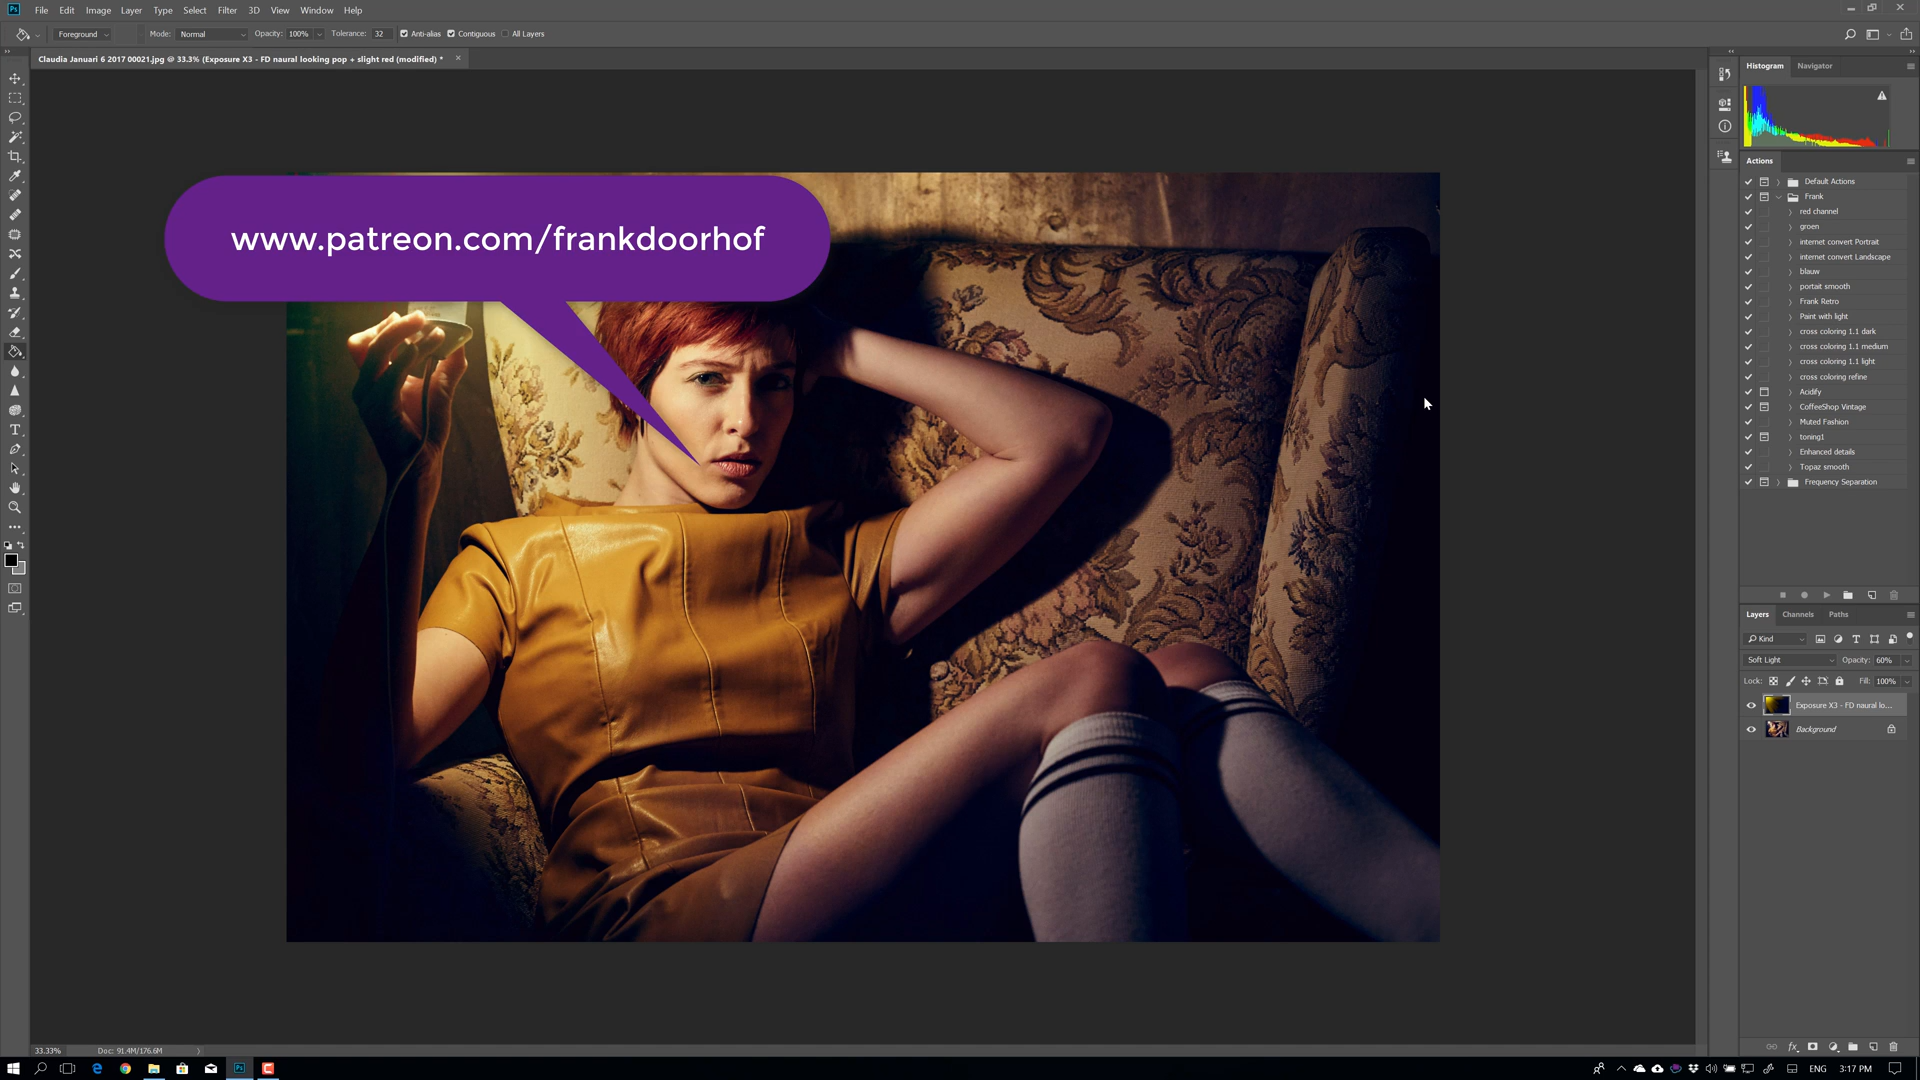 Ps File Edit Image Layer Type Select Filter 3D View Window Help
Foreground Mode: Normal Opacity: 100% Tolerance: 32 Anti-alias Contiguous All Layers
Claudia Januari 6 2017 00021.jpg @ 33.3% (Exposure X3 - FD naural looking pop + slight red (modified) *
www.patreon.com/frankdoorhof
Histogram Navigator
Actions
Default Actions
Frank
red channel
groen
internet convert Portrait
internet convert Landscape
blauw
portait smooth
Frank Retro
Paint with light
cross coloring 1.1 dark
cross coloring 1.1 medium
cross coloring 1.1 light
cross coloring refine
Acidify
CoffeeShop Vintage
Muted Fashion
toning1
Enhanced details
Topaz smooth
Frequency Separation
Layers Channels Paths
Kind
Soft Light Opacity: 60%
Lock: Fill: 100%
Exposure X3 - FD naural lo...
Background
fx
33.33% Doc: 91.4M/176.6M
Ps ENG 3:17 PM